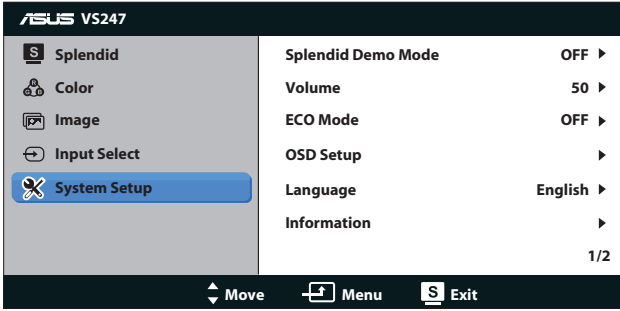 ASUS VS247
S Splendid
Color
Image
Input Select
System Setup
Splendid Demo Mode OFF
Volume 50
ECO Mode OFF
OSD Setup
Language English
Information
1/2
Move Menu S Exit